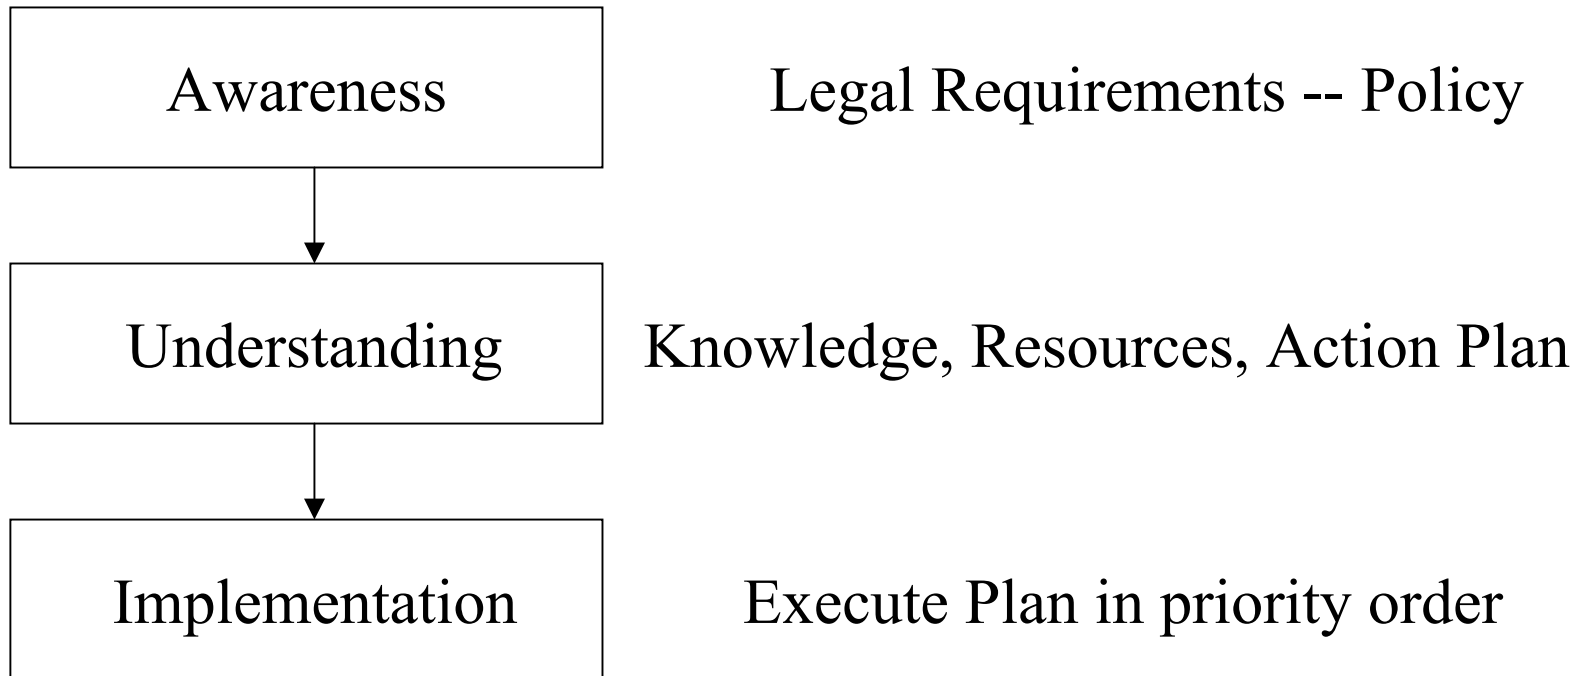 Awareness
Legal Requirements -- Policy
Understanding
Knowledge, Resources, Action Plan
Implementation
Execute Plan in priority order